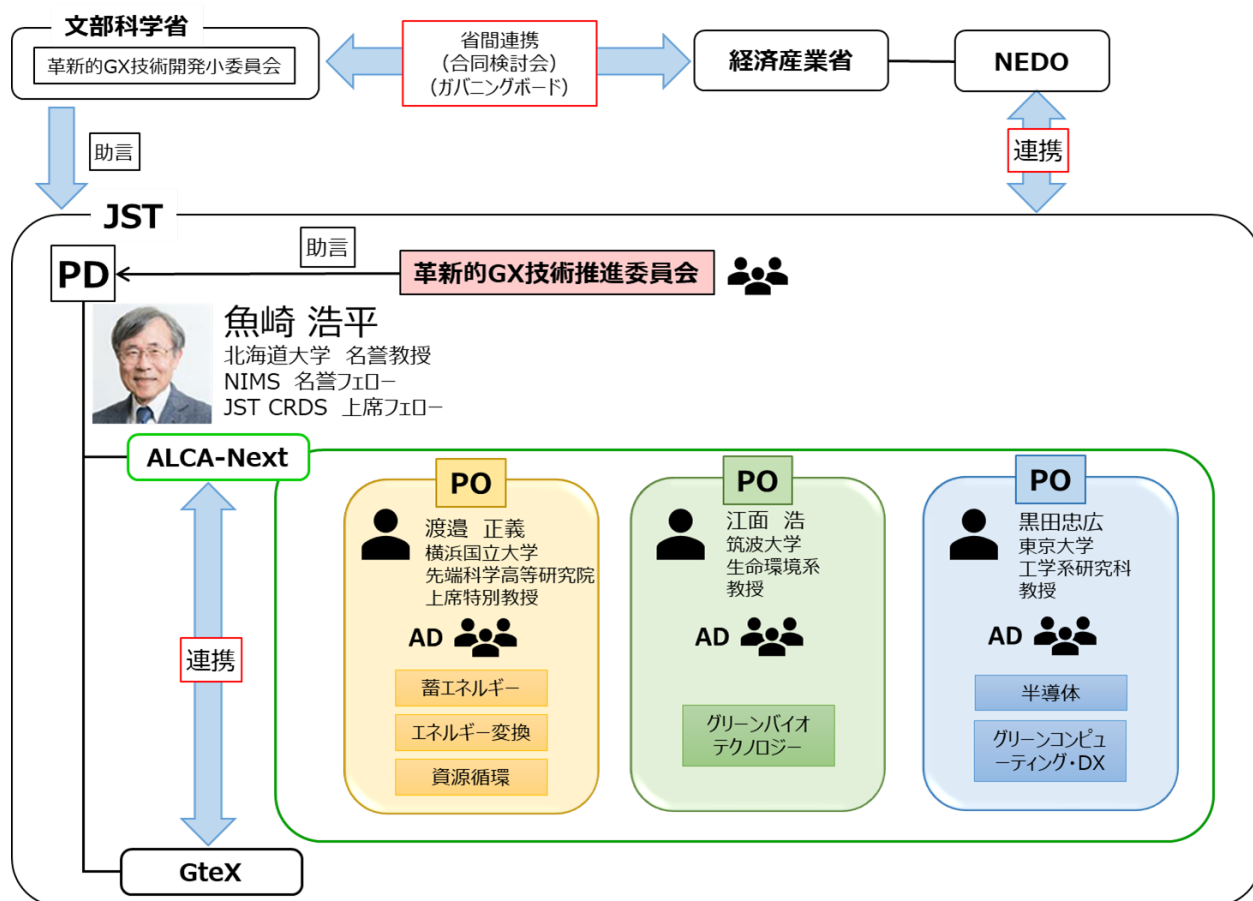 文部科学省
革新的GX技術開発小委員会
省間連携
(合同検討会)
(ガバニングボード)
経済産業省
NEDO
助言
連携
JST
PD
助言
革新的GX技術推進委員会
魚崎 浩平
北海道大学 名誉教授
NIMS 名誉フェロー
JST CRDS 上席フェロー
ALCA-Next
PO
渡邉 正義
横浜国立大学
先端科学高等研究院
上席特別教授
AD
蓄エネルギー
エネルギー変換
資源循環
PO
江面 浩
筑波大学
生命環境系
教授
AD
グリーンバイオ
テクノロジー
PO
黒田忠広
東京大学
工学系研究科
教授
AD
半導体
グリーンコンピュ
ーティング・DX
連携
GteX